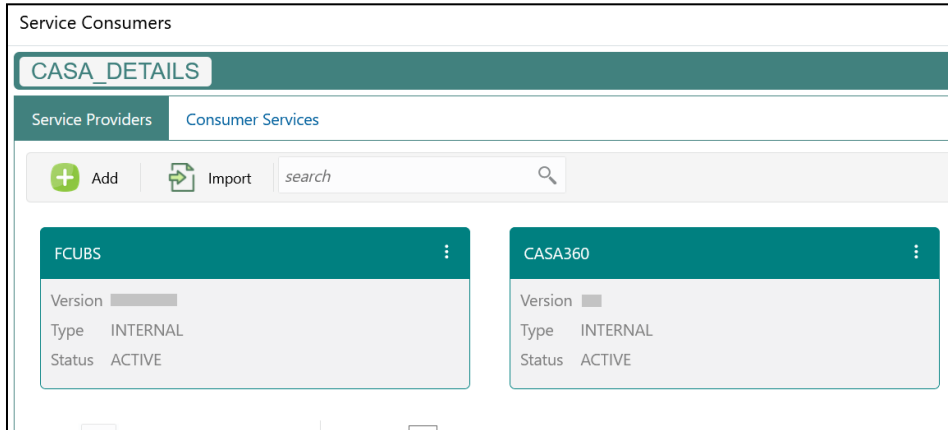 Service Consumers
CASA_DETAILS
Service Providers Consumer Services
Add Import search
FCUBS CASA360
Version Version
Type INTERNAL Type INTERNAL
Status ACTIVE Status ACTIVE